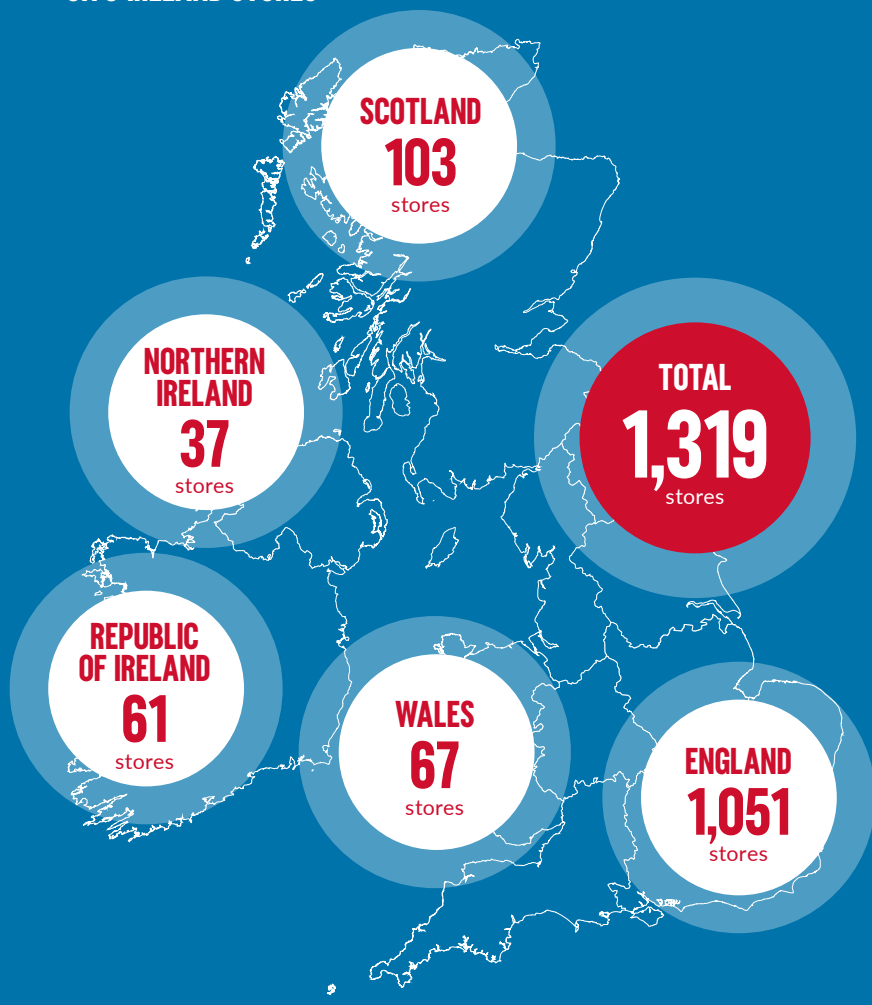 SCOTLAND
103
stores
NORTHERN
IRELAND
37
stores
TOTAL
1,319
stores
REPUBLIC
OF IRELAND
61
stores
WALES
67
stores
ENGLAND
1,051
stores